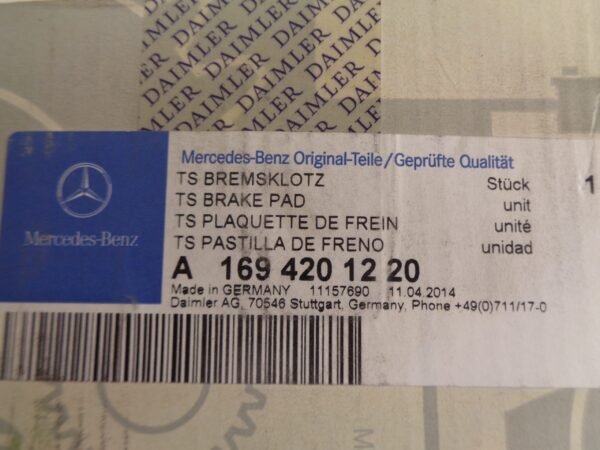 DAIMLER DAIMLER DAIMLER
Mercedes-Benz
Mercedes-Benz Original-Teile/Geprüfte Qualität
TS BREMSKLOTZ Stück 1
TS BRAKE PAD unit
TS PLAQUETTE DE FREIN unité
TS PASTILLA DE FRENO unidad
A 169 420 12 20
Made in GERMANY 11157690 11.04.2014
Daimler AG, 70546 Stuttgart, Germany, Phone +49(0)711/17-0